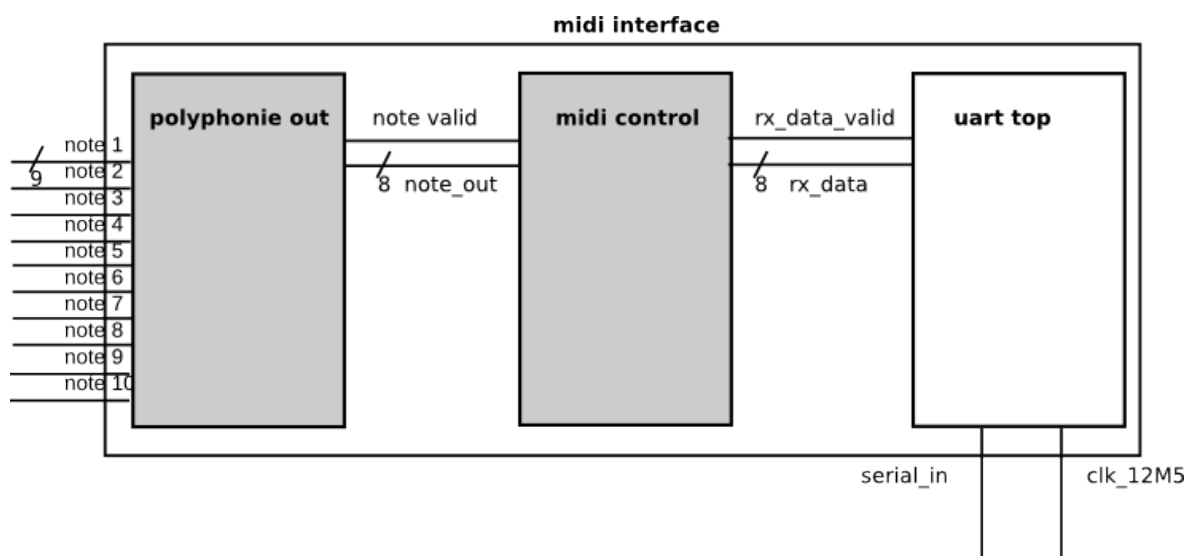 midi interface
polyphonie out
note valid
midi control
rx_data_valid
uart top
note 1
9
note 2
note 3
note 4
note 5
note 6
note 7
note 8
note 9
note 10
8 note_out
8 rx_data
serial_in
clk_12M5